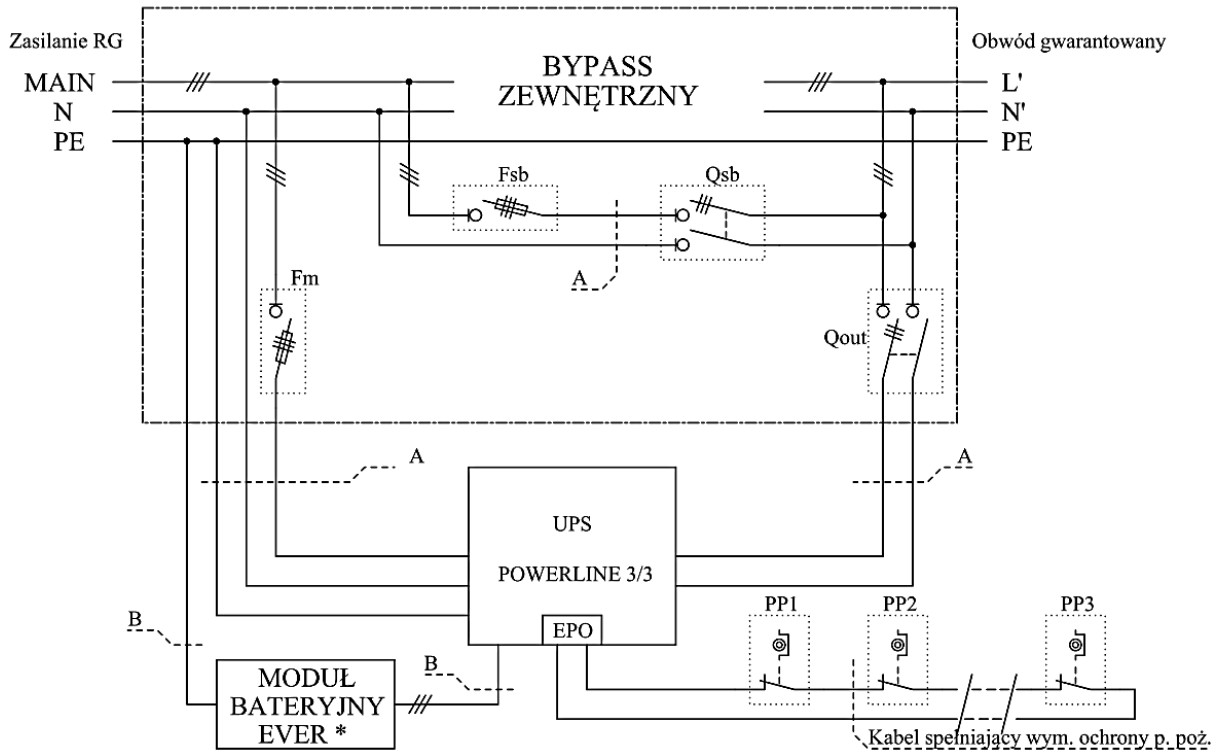 Zasilanie RG
Obwód gwarantowany
BYPASS
ZEWNĘTRZNY
MAIN
L'
N
N'
PE
PE
Fsb
Qsb
A
Fm
Qout
A
A
UPS
POWERLINE 3/3
EPO
PP1
PP2
PP3
B
B
MODUŁ
BATERYJNY
EVER *
Kabel spełniający wym. ochrony p. poż.